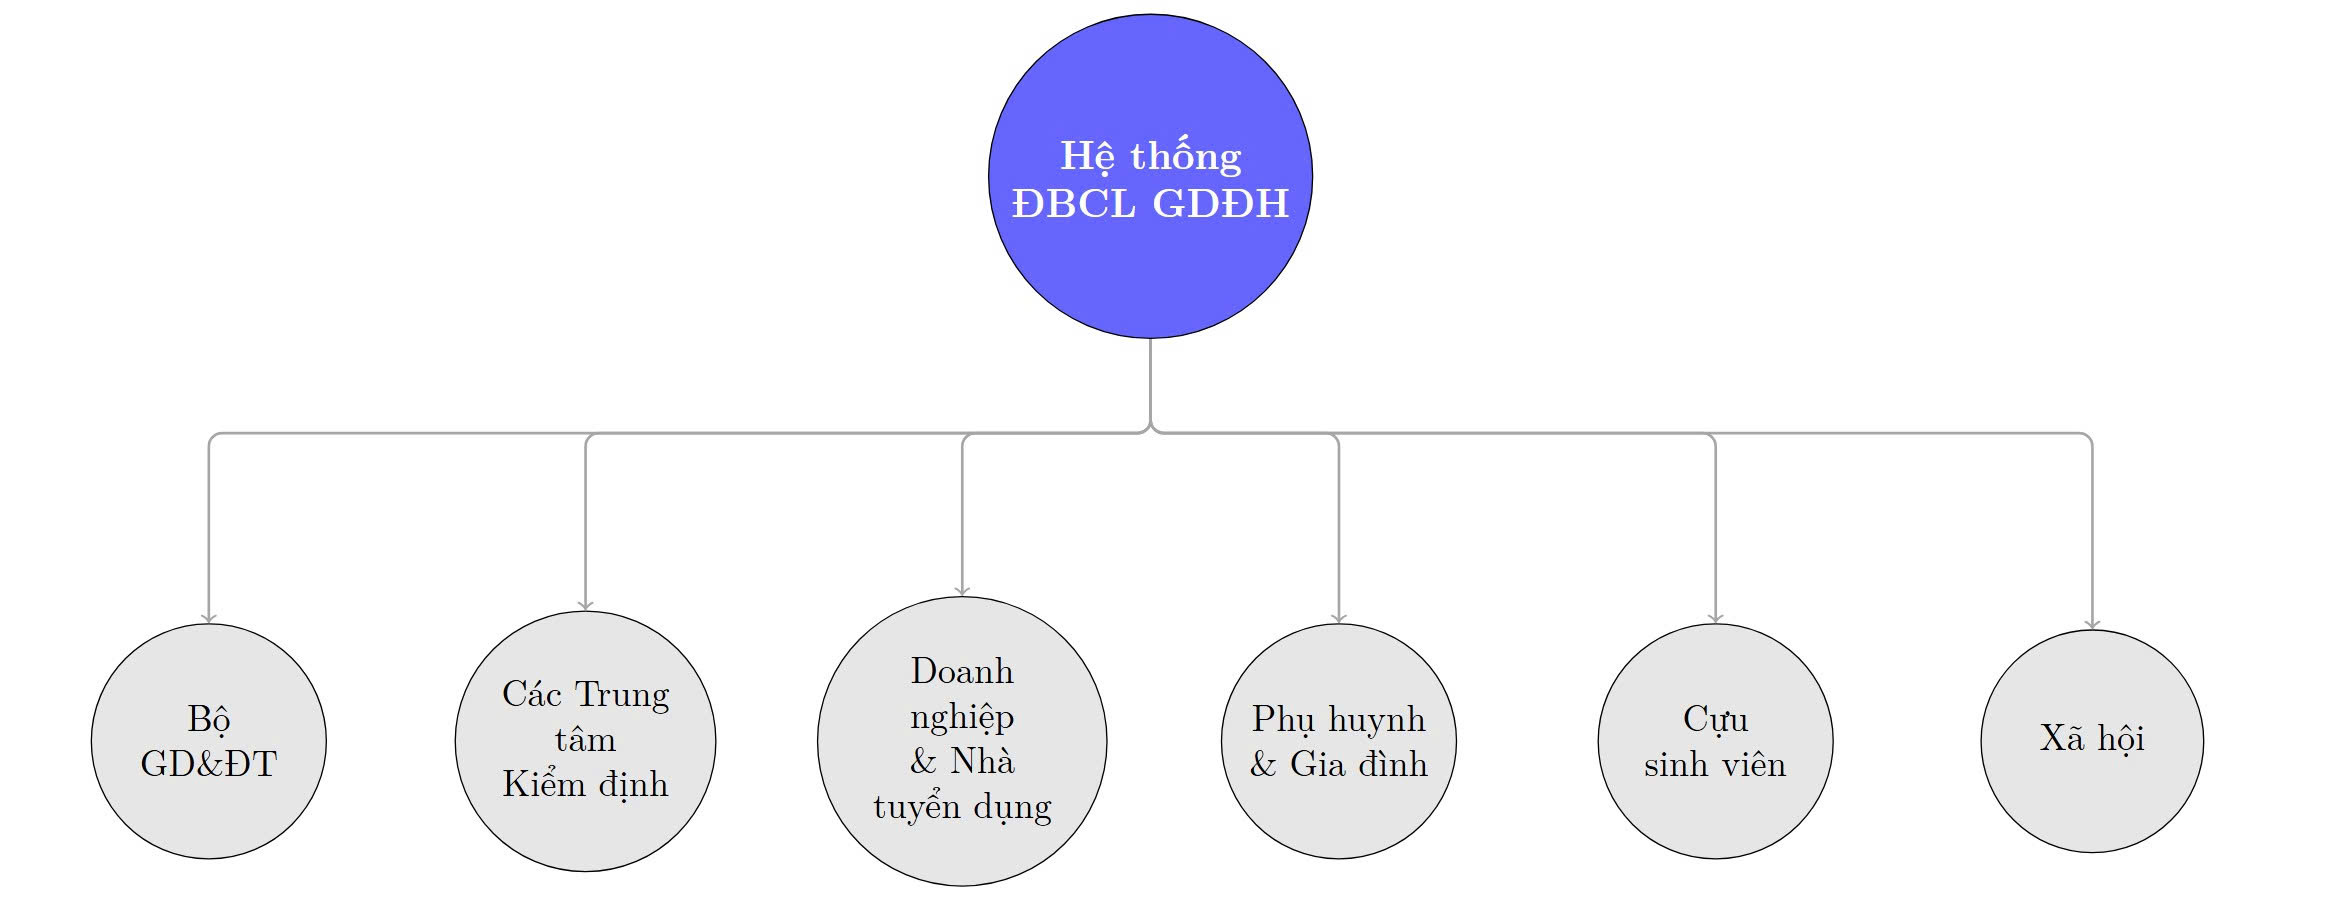 Hệ thống
ĐBCL GDĐH
Bộ
GD&ĐT
Các Trung
tâm
Kiểm định
Doanh
nghiệp
& Nhà
tuyển dụng
Phụ huynh
& Gia đình
Cựu
sinh viên
Xã hội